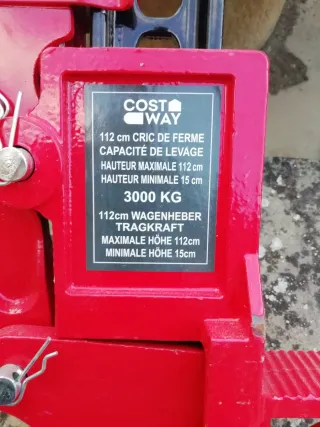 COST
WAY
112 cm CRIC DE FERME
CAPACITÉ DE LEVAGE
HAUTEUR MAXIMALE 112 cm
HAUTEUR MINIMALE 15 cm
3000 KG
112cm WAGENHEBER
TRAGKRAFT
MAXIMALE HÖHE 112cm
MINIMALE HÖHE 15cm